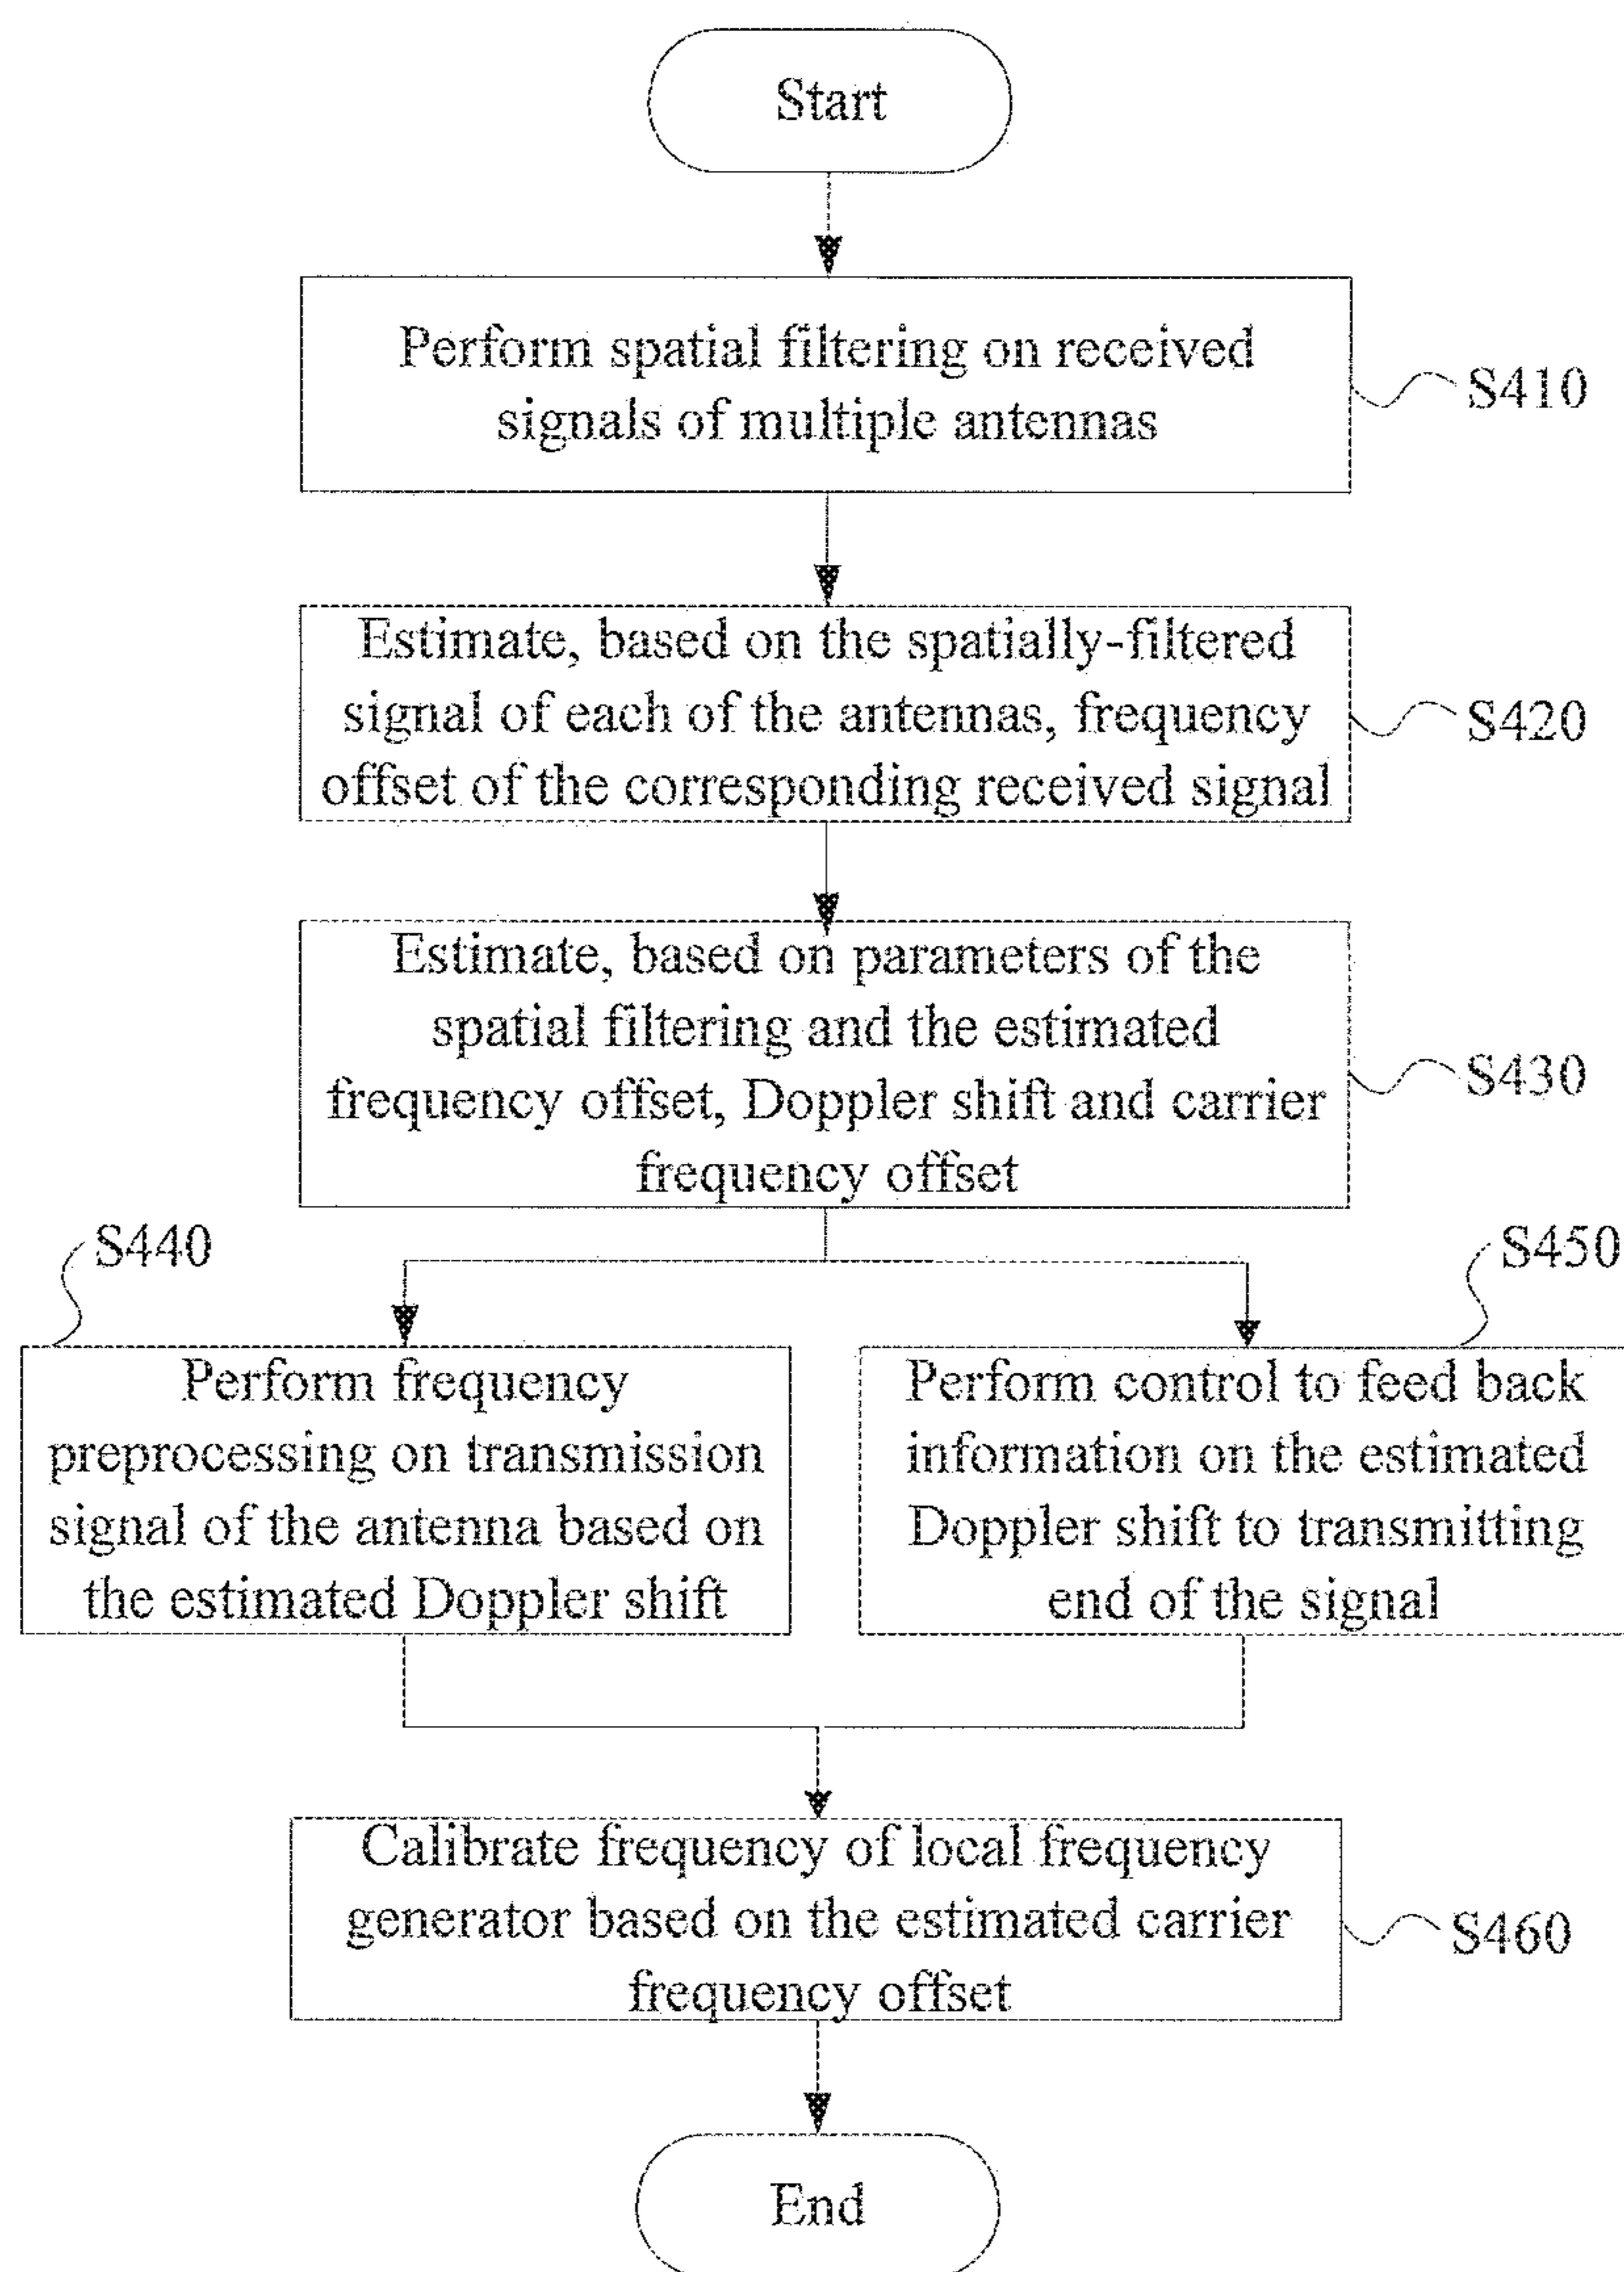 Start
Perform spatial filtering on received
signals of multiple antennas
S410
Estimate, based on the spatially-filtered
signal of each of the antennas, frequency
offset of the corresponding received signal
S420
Estimate, based on parameters of the
spatial filtering and the estimated
frequency offset, Doppler shift and carrier
frequency offset
S430
S440
Perform frequency
preprocessing on transmission
signal of the antenna based on
the estimated Doppler shift
S450
Perform control to feed back
information on the estimated
Doppler shift to transmitting
end of the signal
Calibrate frequency of local frequency
generator based on the estimated carrier
frequency offset
S460
End